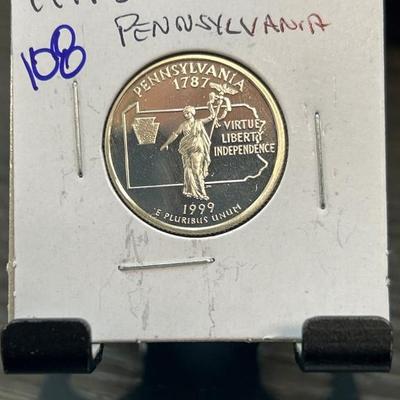 PENNSYLVANIA
108
PENNSYLVANIA
1787
VIRTUE
LIBERTY
INDEPENDENCE
1999
E PLURIBUS UNUM